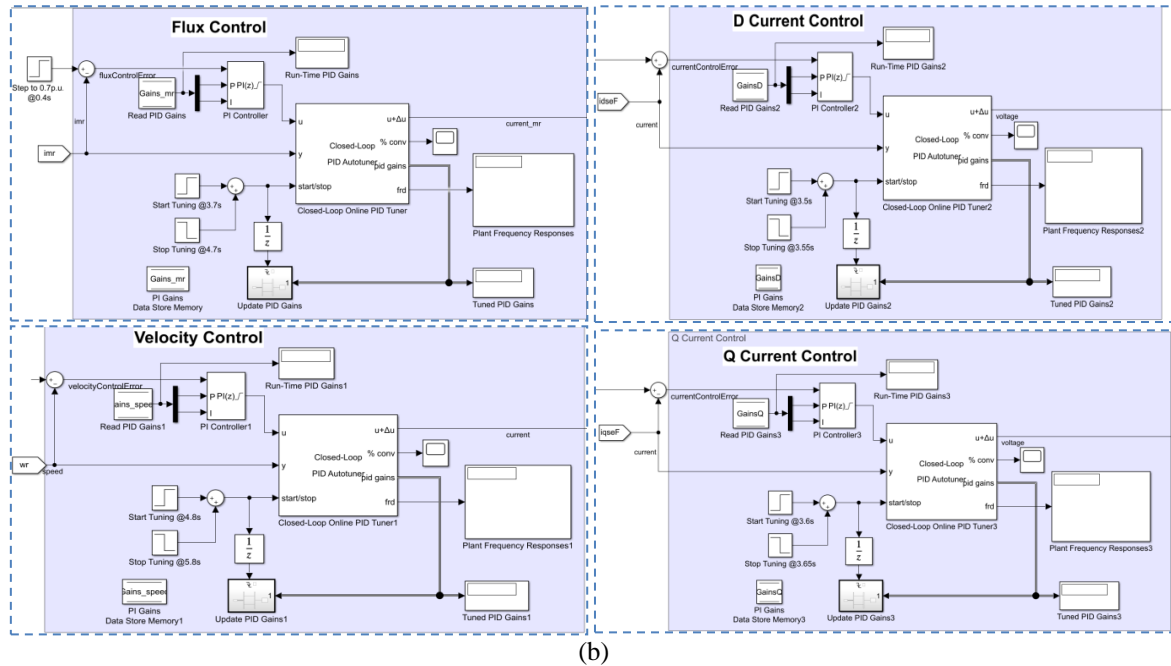 Flux Control
Step to 0.7p.u.
@0.4s
fluxControlError
Gains_mr
Read PID Gains
P
I
PI(z)
PI Controller
Run-Time PID Gains
imr
imr
u
y
start/stop
Closed-Loop
PID Autotuner
u+Δu
% conv
pid gains
frd
Closed-Loop Online PID Tuner
current_mr
Start Tuning @3.7s
Stop Tuning @4.7s
1
z
Plant Frequency Responses
Gains_mr
PI Gains
Data Store Memory
1
Update PID Gains
Tuned PID Gains
D Current Control
currentControlError
idseF
current
GainsD
Read PID Gains2
P
I
PI(z)
PI Controller2
Run-Time PID Gains2
u
y
start/stop
Closed-Loop
PID Autotuner
u+Δu
% conv
pid gains
frd
Closed-Loop Online PID Tuner2
voltage
Start Tuning @3.5s
Stop Tuning @3.55s
1
z
Plant Frequency Responses2
GainsD
PI Gains
Data Store Memory2
1
Update PID Gains2
Tuned PID Gains2
Velocity Control
velocityControlError
ains_spee
Read PID Gains1
P
I
PI(z)
PI Controller1
Run-Time PID Gains1
wr
speed
u
y
start/stop
Closed-Loop
PID Autotuner
u+Δu
% conv
pid gains
frd
Closed-Loop Online PID Tuner1
current
Start Tuning @4.8s
Stop Tuning @5.8s
1
z
Plant Frequency Responses1
Gains_speed
PI Gains
Data Store Memory1
1
Update PID Gains1
Tuned PID Gains1
Q Current Control
Q Current Control
currentControlError
iqseF
current
GainsQ
Read PID Gains3
P
I
PI(z)
PI Controller3
Run-Time PID Gains3
u
y
start/stop
Closed-Loop
PID Autotuner
u+Δu
% conv
pid gains
frd
Closed-Loop Online PID Tuner3
voltage
Start Tuning @3.6s
Stop Tuning @3.65s
1
z
Plant Frequency Responses3
GainsQ
PI Gains
Data Store Memory3
1
Update PID Gains3
Tuned PID Gains3
(b)